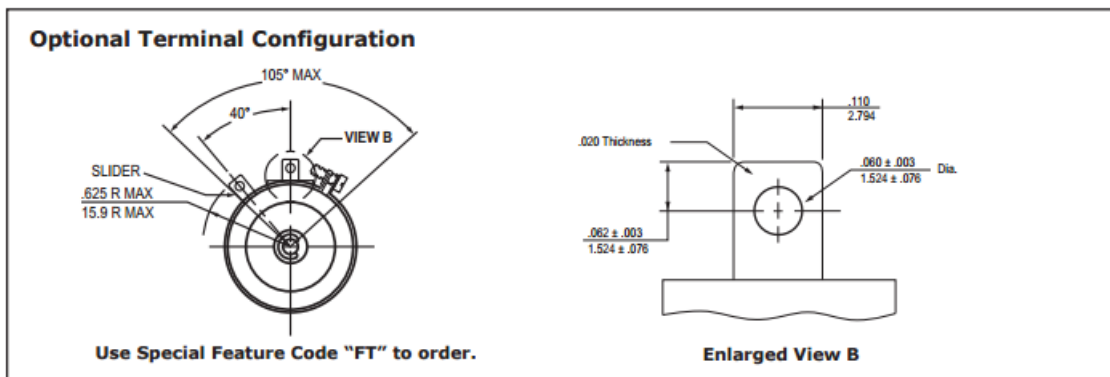 Optional Terminal Configuration
105° MAX
40°
VIEW B
SLIDER
.625 R MAX
15.9 R MAX
Use Special Feature Code “FT” to order.
.110
2.794
.020 Thickness
.060 ± .003
1.524 ± .076
Dia.
.062 ± .003
1.524 ± .076
Enlarged View B